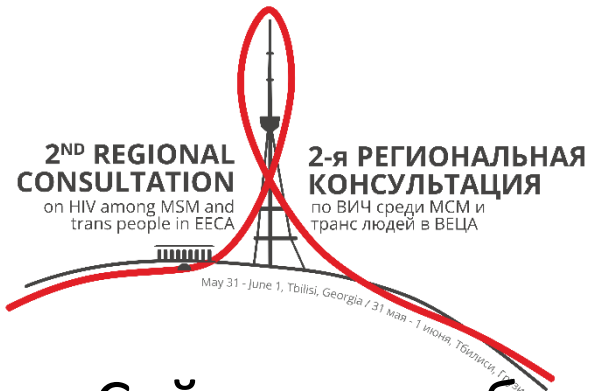 2ND REGIONAL
CONSULTATION
on HIV among MSM and
trans people in EECA
2-я РЕГИОНАЛЬНАЯ
КОНСУЛЬТАЦИЯ
по ВИЧ среди МСМ и
транс людей в ВЕЦА
May 31 - June 1, Tbilisi, Georgia / 31 мая - 1 июня, Тбилиси,